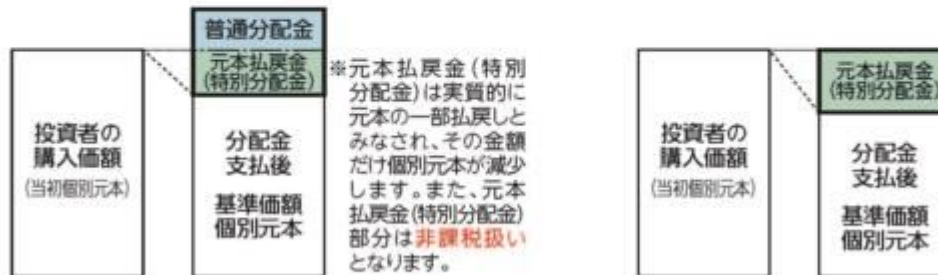 投資者の
購入価額
(当初個別元本)
普通分配金
元本払戻金
(特別分配金)
分配金
支払後
基準価額
個別元本
※元本払戻金(特別
分配金)は実質的に
元本の一部払戻しと
みなされ、その金額
だけ個別元本が減少
します。また、元本
払戻金(特別分配金)
部分は非課税扱い
となります。
投資者の
購入価額
(当初個別元本)
元本払戻金
(特別分配金)
分配金
支払後
基準価額
個別元本